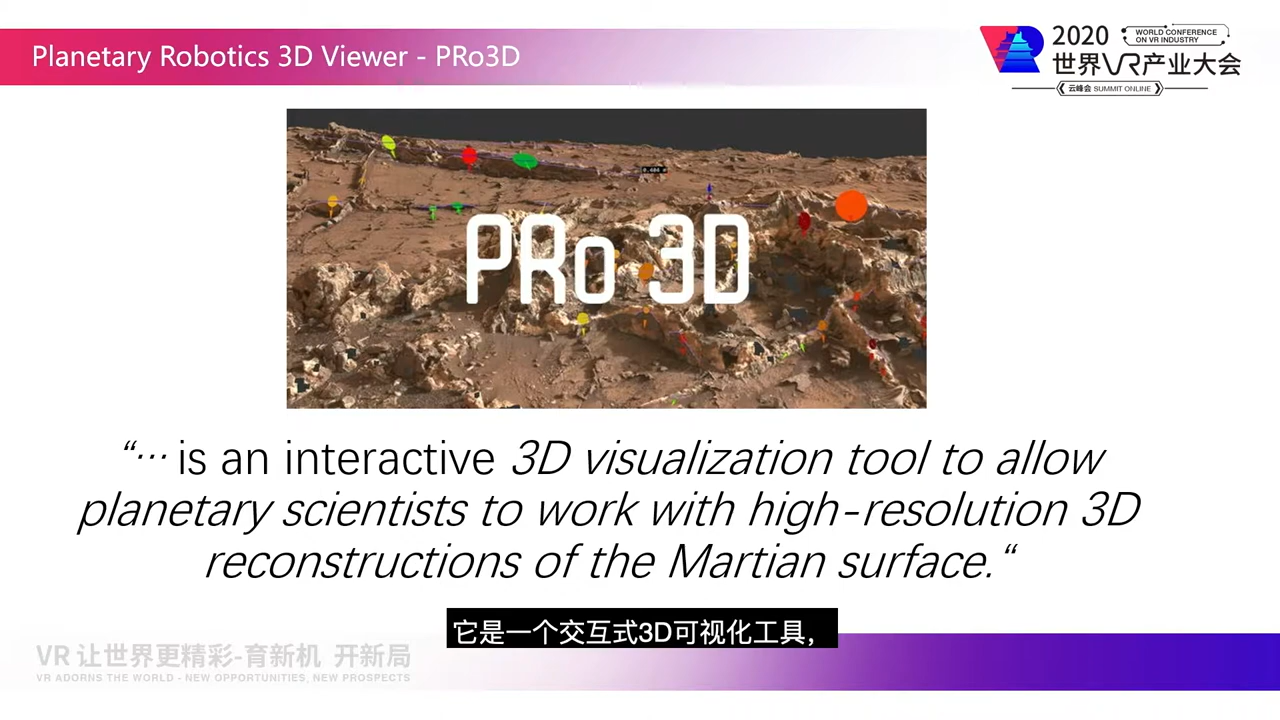 Planetary Robotics 3D Viewer - PRo3D
2020
WORLD CONFERENCE
ON VR INDUSTRY
世界VR产业大会
云峰会 SUMMIT ONLINE
PRo 3D
“… is an interactive 3D visualization tool to allow
planetary scientists to work with high-resolution 3D
reconstructions of the Martian surface.“
它是一个交互式3D可视化工具，
VR 让世界更精彩-育新机 开新局
VR ADORNS THE WORLD - NEW OPPORTUNITIES, NEW PROSPECTS